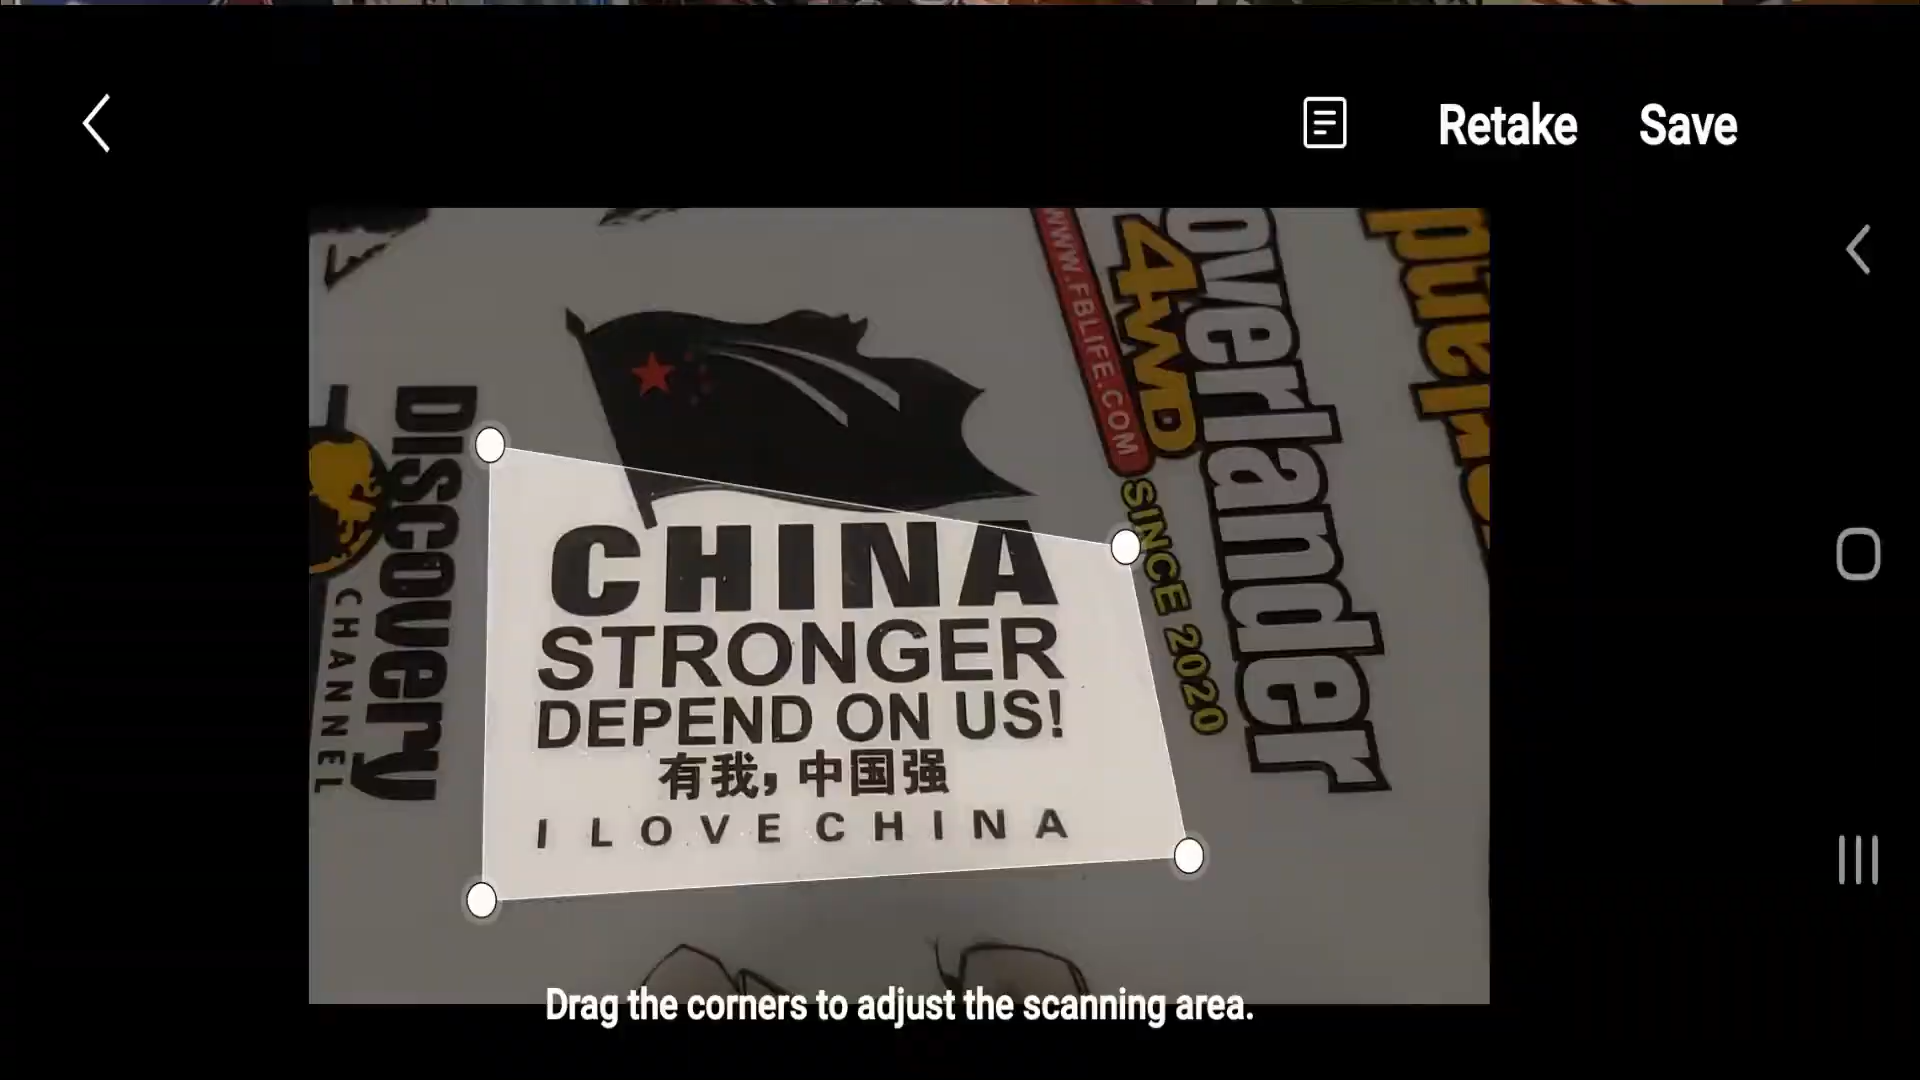 Retake
Save
WWW.FBLIFE.COM
4WD
overlander
SINCE 2020
DISCOVERY
CHANNEL
CHINA
STRONGER
DEPEND ON US!
有我，中国强
I LOVE CHINA
Drag the corners to adjust the scanning area.